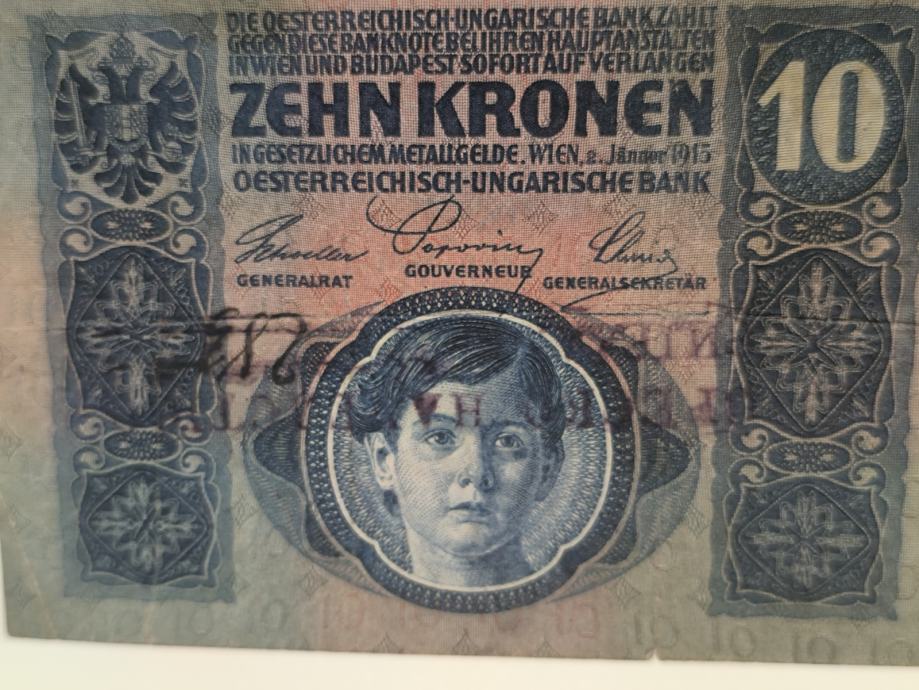 DIE OESTERREICHISCH-UNGARISCHE BANK ZAHLT
GEGEN DIESE BANKNOTE BEI IHREN HAUPTANSTALTEN
IN WIEN UND BUDAPEST SOFORT AUF VERLANGEN
ZEHN KRONEN
IN GESETZLICHEM METALLGELDE. WIEN, 2. Jänner 1915
OESTERREICHISCH-UNGARISCHE BANK
10
GENERALRAT
GOUVERNEUR
GENERALSEKRETÄR